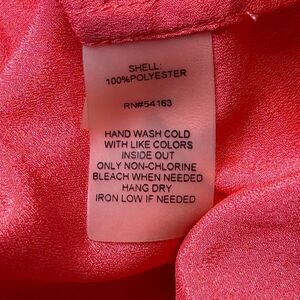 SHELL:
100%POLYESTER
RN#54163
HAND WASH COLD
WITH LIKE COLORS
INSIDE OUT
ONLY NON-CHLORINE
BLEACH WHEN NEEDED
HANG DRY
IRON LOW IF NEEDED